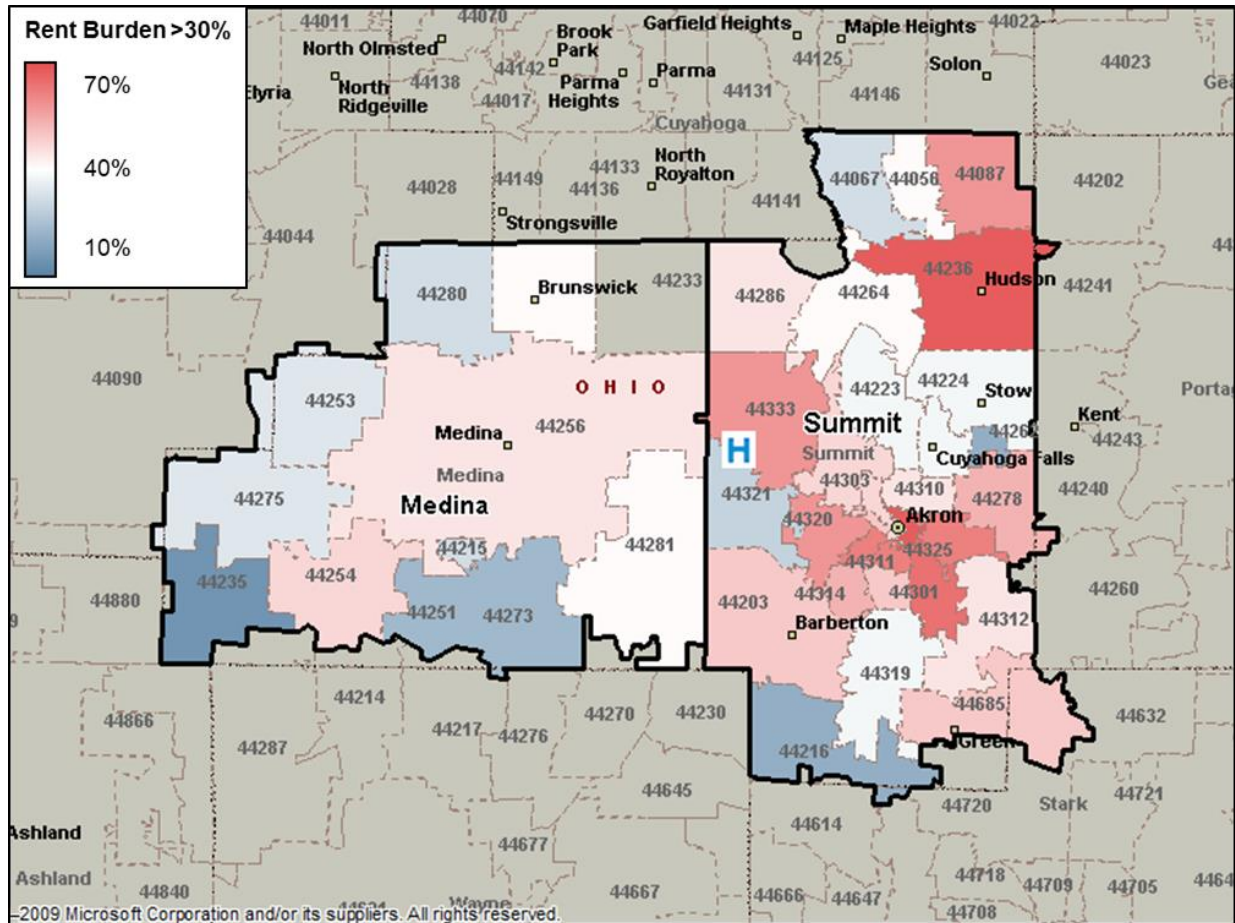 Rent Burden >30%
70%
40%
10%
44011
44070
Garfield Heights
Maple Heights
44022
North Olmsted
Brook
Park
44142
44125
44023
Solon
44138
Parma
Heights
Parma
North
Ridgeville
44017
44131
44146
Elyria
Cuyahoga
44028
44149
44133
44136
North
Royalton
44141
44067
44056
44087
44202
Strongsville
44044
44280
Brunswick
44233
44286
44264
44236
Hudson
44241
44090
44253
OHIO
44256
44333
44223
44224
Stow
Medina
Summit
Summit
Kent
44243
Medina
Medina
H
Cuyahoga Falls
44275
44303
44310
44278
44240
44321
44320
Akron
44281
44215
44325
44311
44235
44254
44251
44273
44203
44314
44301
44312
44260
44880
Barberton
44319
44214
44217
44276
44270
44230
44685
44632
44866
44287
44216
Green
44645
44720
44721
Stark
44614
Ashland
44677
Ashland
44840
44667
44666
44647
44718
44709
44705
44708
Wayne
2009 Microsoft Corporation and/or its suppliers. All rights reserved.